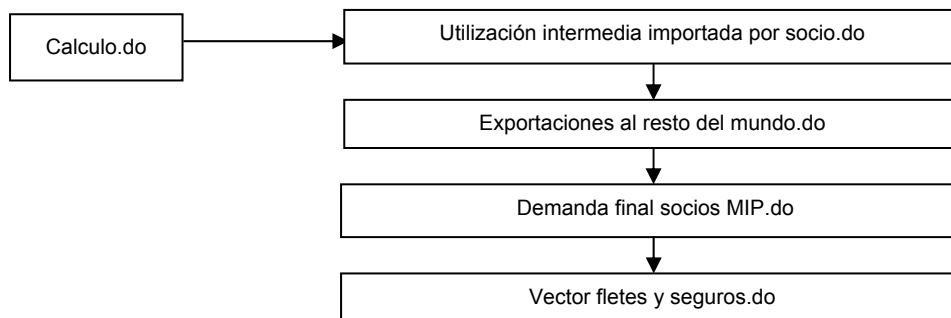 Calculo.do
Utilización intermedia importada por socio.do
Exportaciones al resto del mundo.do
Demanda final socios MIP.do
Vector fletes y seguros.do